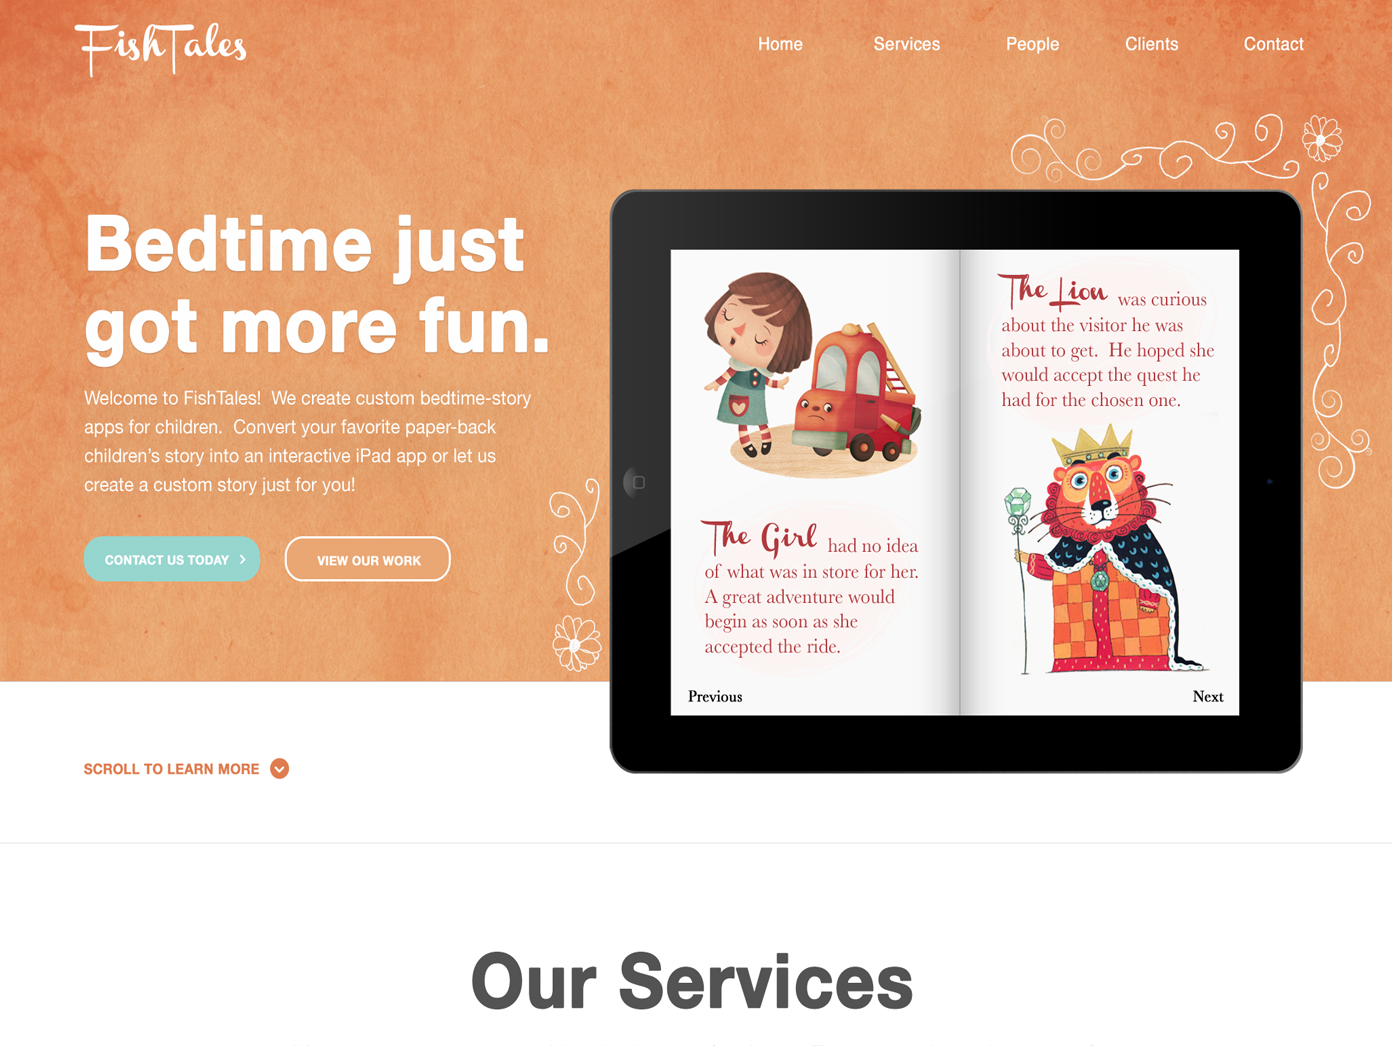 FishTales
Home Services People Clients Contact
Bedtime just
got more fun.
Welcome to FishTales! We create custom bedtime-story
apps for children. Convert your favorite paper-back
children's story into an interactive iPad app or let us
create a custom story just for you!
CONTACT US TODAY
VIEW OUR WORK
The Girl had no idea
of what was in store for her.
A great adventure would
begin as soon as she
accepted the ride.
Previous
The Lion was curious
about the visitor he was
about to get. He hoped she
would accept the quest he
had for the chosen one.
Next
SCROLL TO LEARN MORE
Our Services